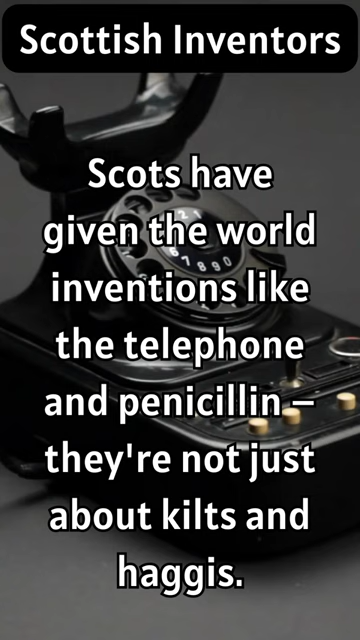 Scottish Inventors
Scots have
given the world
inventions like
the telephone
and penicillin –
they're not just
about kilts and
haggis.